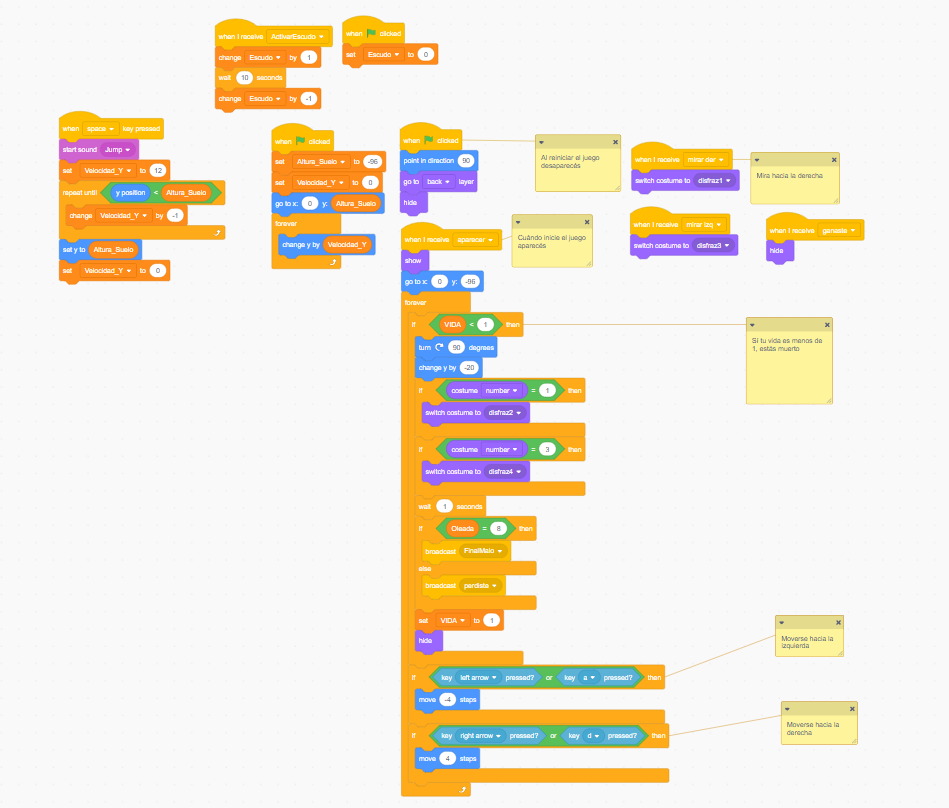 when I receive ActivarEscudo
change Escudo by 1
wait 10 seconds
change Escudo by -1
when clicked
set Escudo to 0
when space key pressed
start sound Jump
set Velocidad_Y to 12
repeat until y position < Altura_Suelo
change Velocidad_Y by -1
set y to Altura_Suelo
set Velocidad_Y to 0
when clicked
set Altura_Suelo to -96
set Velocidad_Y to 0
go to x: 0 y: Altura_Suelo
forever
change y by Velocidad_Y
when clicked
point in direction 90
go to back layer
hide
Al reiniciar el juego
desaparecés
when I receive aparecer
show
go to x: 0 y: -96
forever
if VIDA < 1 then
turn 90 degrees
change y by -20
if costume number = 1 then
switch costume to disfraz2
if costume number = 3 then
switch costume to disfraz4
wait 1 seconds
if Oleada = 8 then
broadcast FinalMalo
else
broadcast perdiste
set VIDA to 1
hide
if key left arrow pressed? or key a pressed? then
move -4 steps
if key right arrow pressed? or key d pressed? then
move 4 steps
Cuándo inicie el juego
aparecés
when I receive mirar der
switch costume to disfraz1
Mira hacia la derecha
when I receive mirar izq
switch costume to disfraz3
when I receive ganaste
hide
Si tu vida es menos de
1, estás muerto
Moverse hacia la
izquierda
Moverse hacia la
derecha